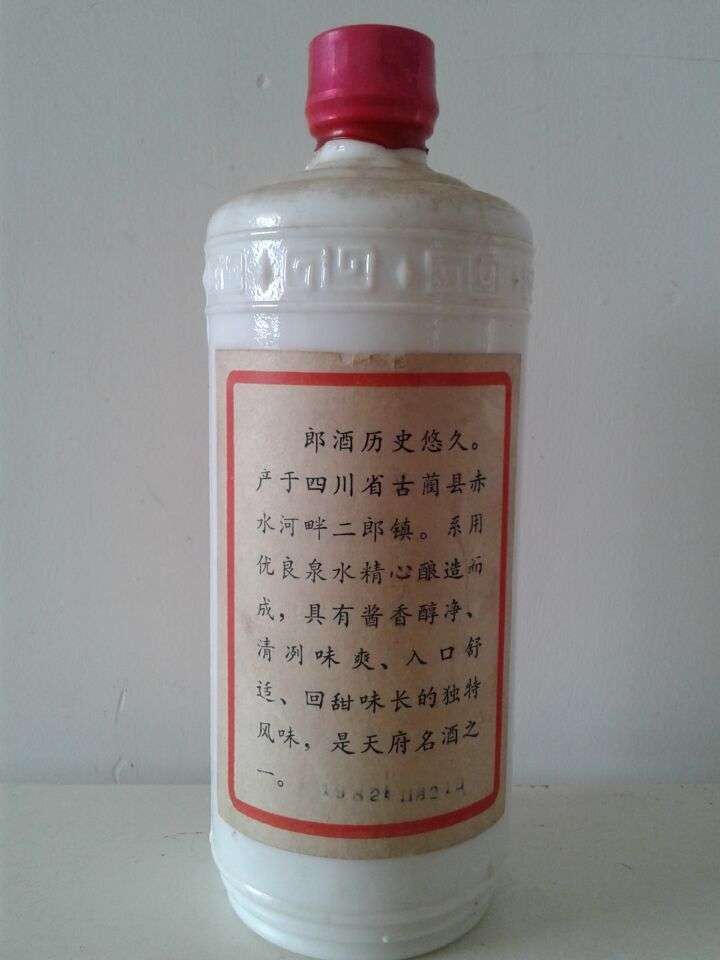 郎酒历史悠久。
产于四川省古蔺县赤
水河畔二郎镇。系用
优良泉水精心酿造而
成，具有酱香醇净、
清冽味爽、入口舒
适、回甜味长的独特
风味，是天府名酒之
一。 1982